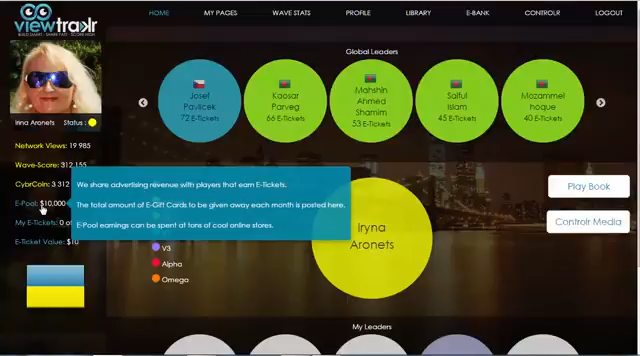 viewtrakr
BUILD SMART - SHARE FAST - SCORE HIGH
HOME
MY PAGES
WAVE STATS
PROFILE
LIBRARY
E-BANK
CONTROLR
LOGOUT
Global Leaders
Josef
Pavlicek
72 E-Tickets
Kaosar
Parveg
66 E-Tickets
Mahshin
Ahmed
Shamim
53 E-Tickets
Saiful
Islam
45 E-Tickets
Mozammel
hoque
40 E-Tickets
Irina Aronets Status :
Network Views: 19 985
Wave-Score: 312,155
CybrCoin: 3 312
E-Pool: $10,000
My E-Tickets: 0 of
E-Ticket Value: $10
We share advertising revenue with players that earn E-Tickets.
The total amount of E-Gift Cards to be given away each month is posted here.
E-Pool earnings can be spent at tons of cool online stores.
V3
Alpha
Omega
Iryna
Aronets
Play Book
Controlr Media
My Leaders